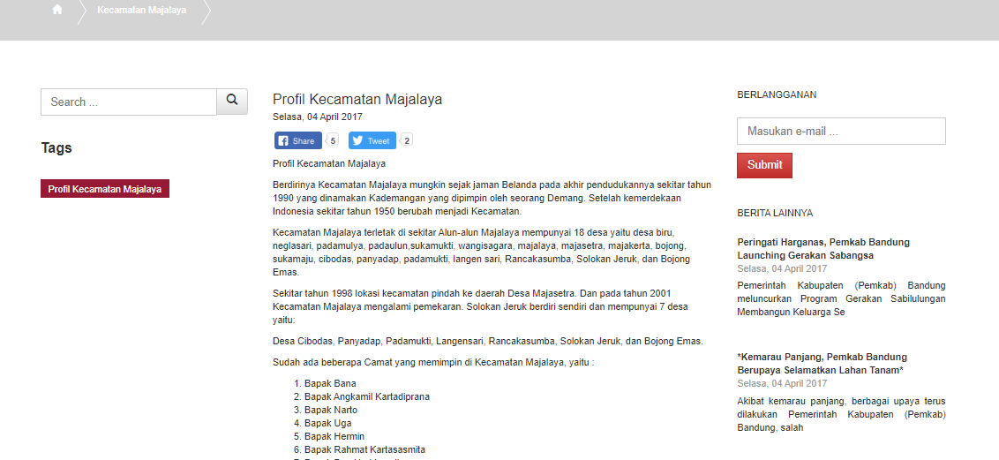 Kecamatan Majalaya
Search ...
Tags
Profil Kecamatan Majalaya
Profil Kecamatan Majalaya
Selasa, 04 April 2017
Share 5 Tweet 2
Profil Kecamatan Majalaya
Berdirinya Kecamatan Majalaya mungkin sejak jaman Belanda pada akhir pendudukannya sekitar tahun
1990 yang dinamakan Kademangan yang dipimpin oleh seorang Demang. Setelah kemerdekaan
Indonesia sekitar tahun 1950 berubah menjadi Kecamatan.
Kecamatan Majalaya terletak di sekitar Alun-alun Majalaya mempunyai 18 desa yaitu desa biru,
neglasari, padamulya, padaulun,sukamukti, wangisagara, majalaya, majasetra, majakerta, bojong,
sukamaju, cibodas, panyadap, padamukti, langen sari, Rancakasumba, Solokan Jeruk, dan Bojong
Emas.
Sekitar tahun 1998 lokasi kecamatan pindah ke daerah Desa Majasetra. Dan pada tahun 2001
Kecamatan Majalaya mengalami pemekaran. Solokan Jeruk berdiri sendiri dan mempunyai 7 desa
yaitu:
Desa Cibodas, Panyadap, Padamukti, Langensari, Rancakasumba, Solokan Jeruk, dan Bojong Emas.
Sudah ada beberapa Camat yang memimpin di Kecamatan Majalaya, yaitu :
1. Bapak Bana
2. Bapak Angkamil Kartadiprana
3. Bapak Narto
4. Bapak Uga
5. Bapak Hermin
6. Bapak Rahmat Kartasasmita
BERLANGGANAN
Masukan e-mail ...
Submit
BERITA LAINNYA
Peringati Harganas, Pemkab Bandung
Launching Gerakan Sabangsa
Selasa, 04 April 2017
Pemerintah Kabupaten (Pemkab) Bandung
meluncurkan Program Gerakan Sabilulungan
Membangun Keluarga Se
*Kemarau Panjang, Pemkab Bandung
Berupaya Selamatkan Lahan Tanam*
Selasa, 04 April 2017
Akibat kemarau panjang, berbagai upaya terus
dilakukan Pemerintah Kabupaten (Pemkab)
Bandung, salah